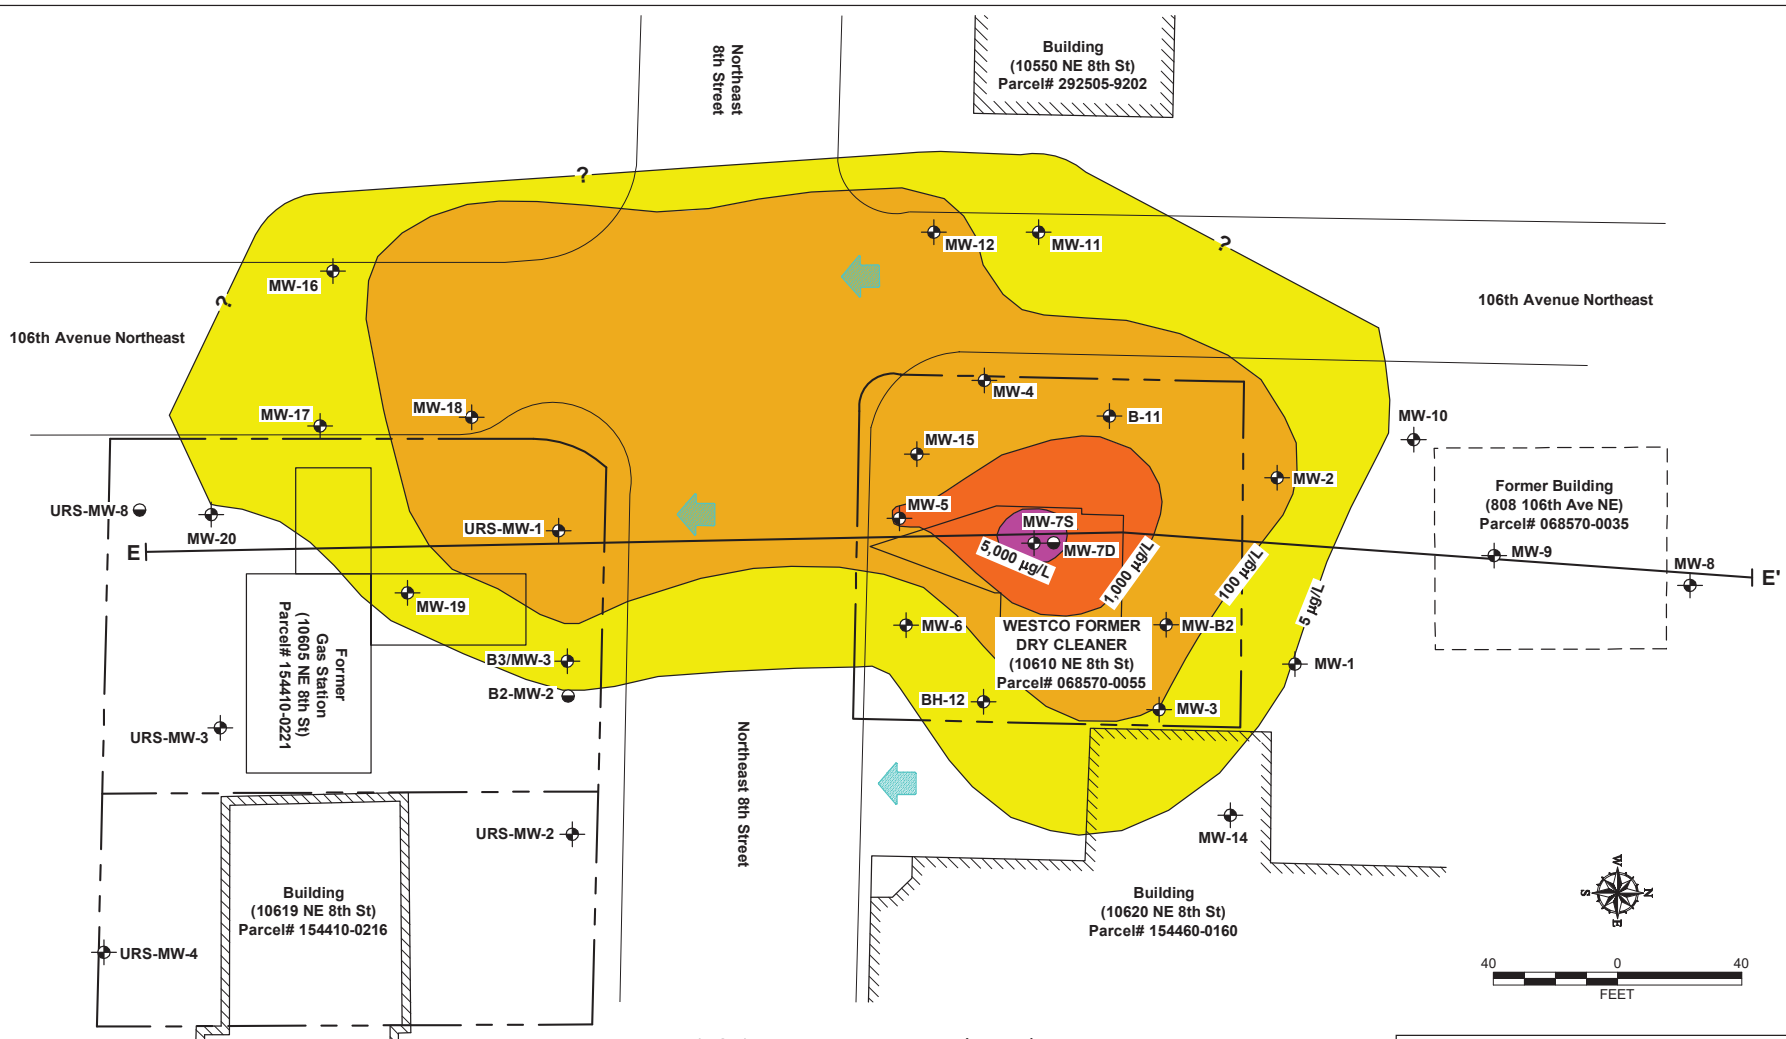 Northeast
8th Street
Building
(10550 NE 8th St)
Parcel# 292505-9202
?
?
?
MW-12
MW-11
MW-16
106th Avenue Northeast
106th Avenue Northeast
MW-4
MW-17
MW-18
B-11
MW-10
MW-15
MW-2
Former Building
(808 106th Ave NE)
Parcel# 068570-0035
URS-MW-8
MW-20
URS-MW-1
MW-5
MW-7S
MW-7D
5,000 µg/L
1,000 µg/L
100 µg/L
5 µg/L
E
E'
MW-9
MW-8
MW-19
MW-6
WESTCO FORMER
DRY CLEANER
(10610 NE 8th St)
Parcel# 068570-0055
MW-B2
MW-1
Former
Gas Station
(10605 NE 8th St)
Parcel# 154410-0221
B3/MW-3
B2-MW-2
BH-12
MW-3
URS-MW-3
Northeast 8th Street
URS-MW-2
MW-14
Building
(10619 NE 8th St)
Parcel# 154410-0216
Building
(10620 NE 8th St)
Parcel# 154460-0160
URS-MW-4
W
N
S
E
40
0
40
FEET